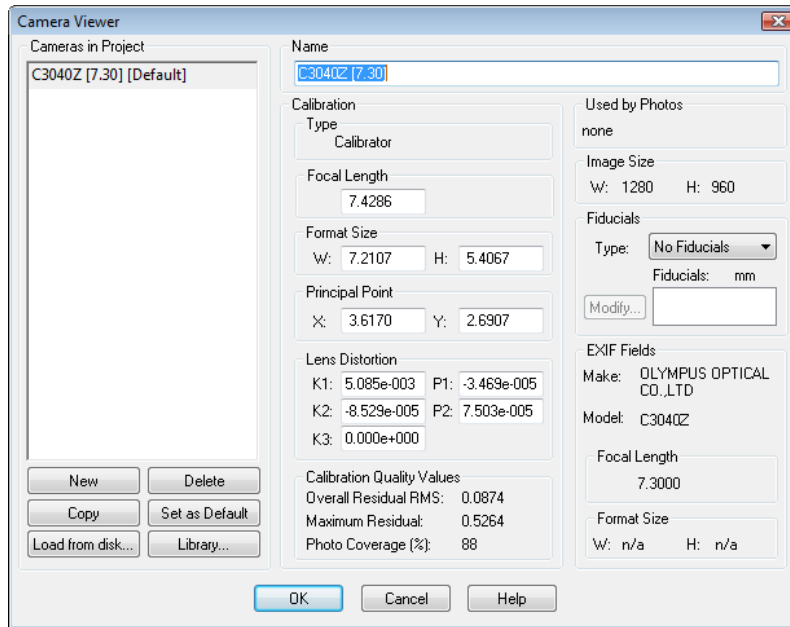 Camera Viewer
Cameras in Project
C3040Z [7.30] [Default]
New
Delete
Copy
Set as Default
Load from disk...
Library...
Name
C3040Z [7.30]
Calibration
Type
Calibrator
Focal Length
7.4286
Format Size
W: 7.2107 H: 5.4067
Principal Point
X: 3.6170 Y: 2.6907
Lens Distortion
K1: 5.085e-003 P1: -3.469e-005
K2: -8.529e-005 P2: 7.503e-005
K3: 0.000e+000
Calibration Quality Values
Overall Residual RMS: 0.0874
Maximum Residual: 0.5264
Photo Coverage (%): 88
Used by Photos
none
Image Size
W: 1280 H: 960
Fiducials
Type: No Fiducials
Fiducials: mm
Modify...
EXIF Fields
Make: OLYMPUS OPTICAL
CO.,LTD
Model: C3040Z
Focal Length
7.3000
Format Size
W: n/a H: n/a
OK
Cancel
Help